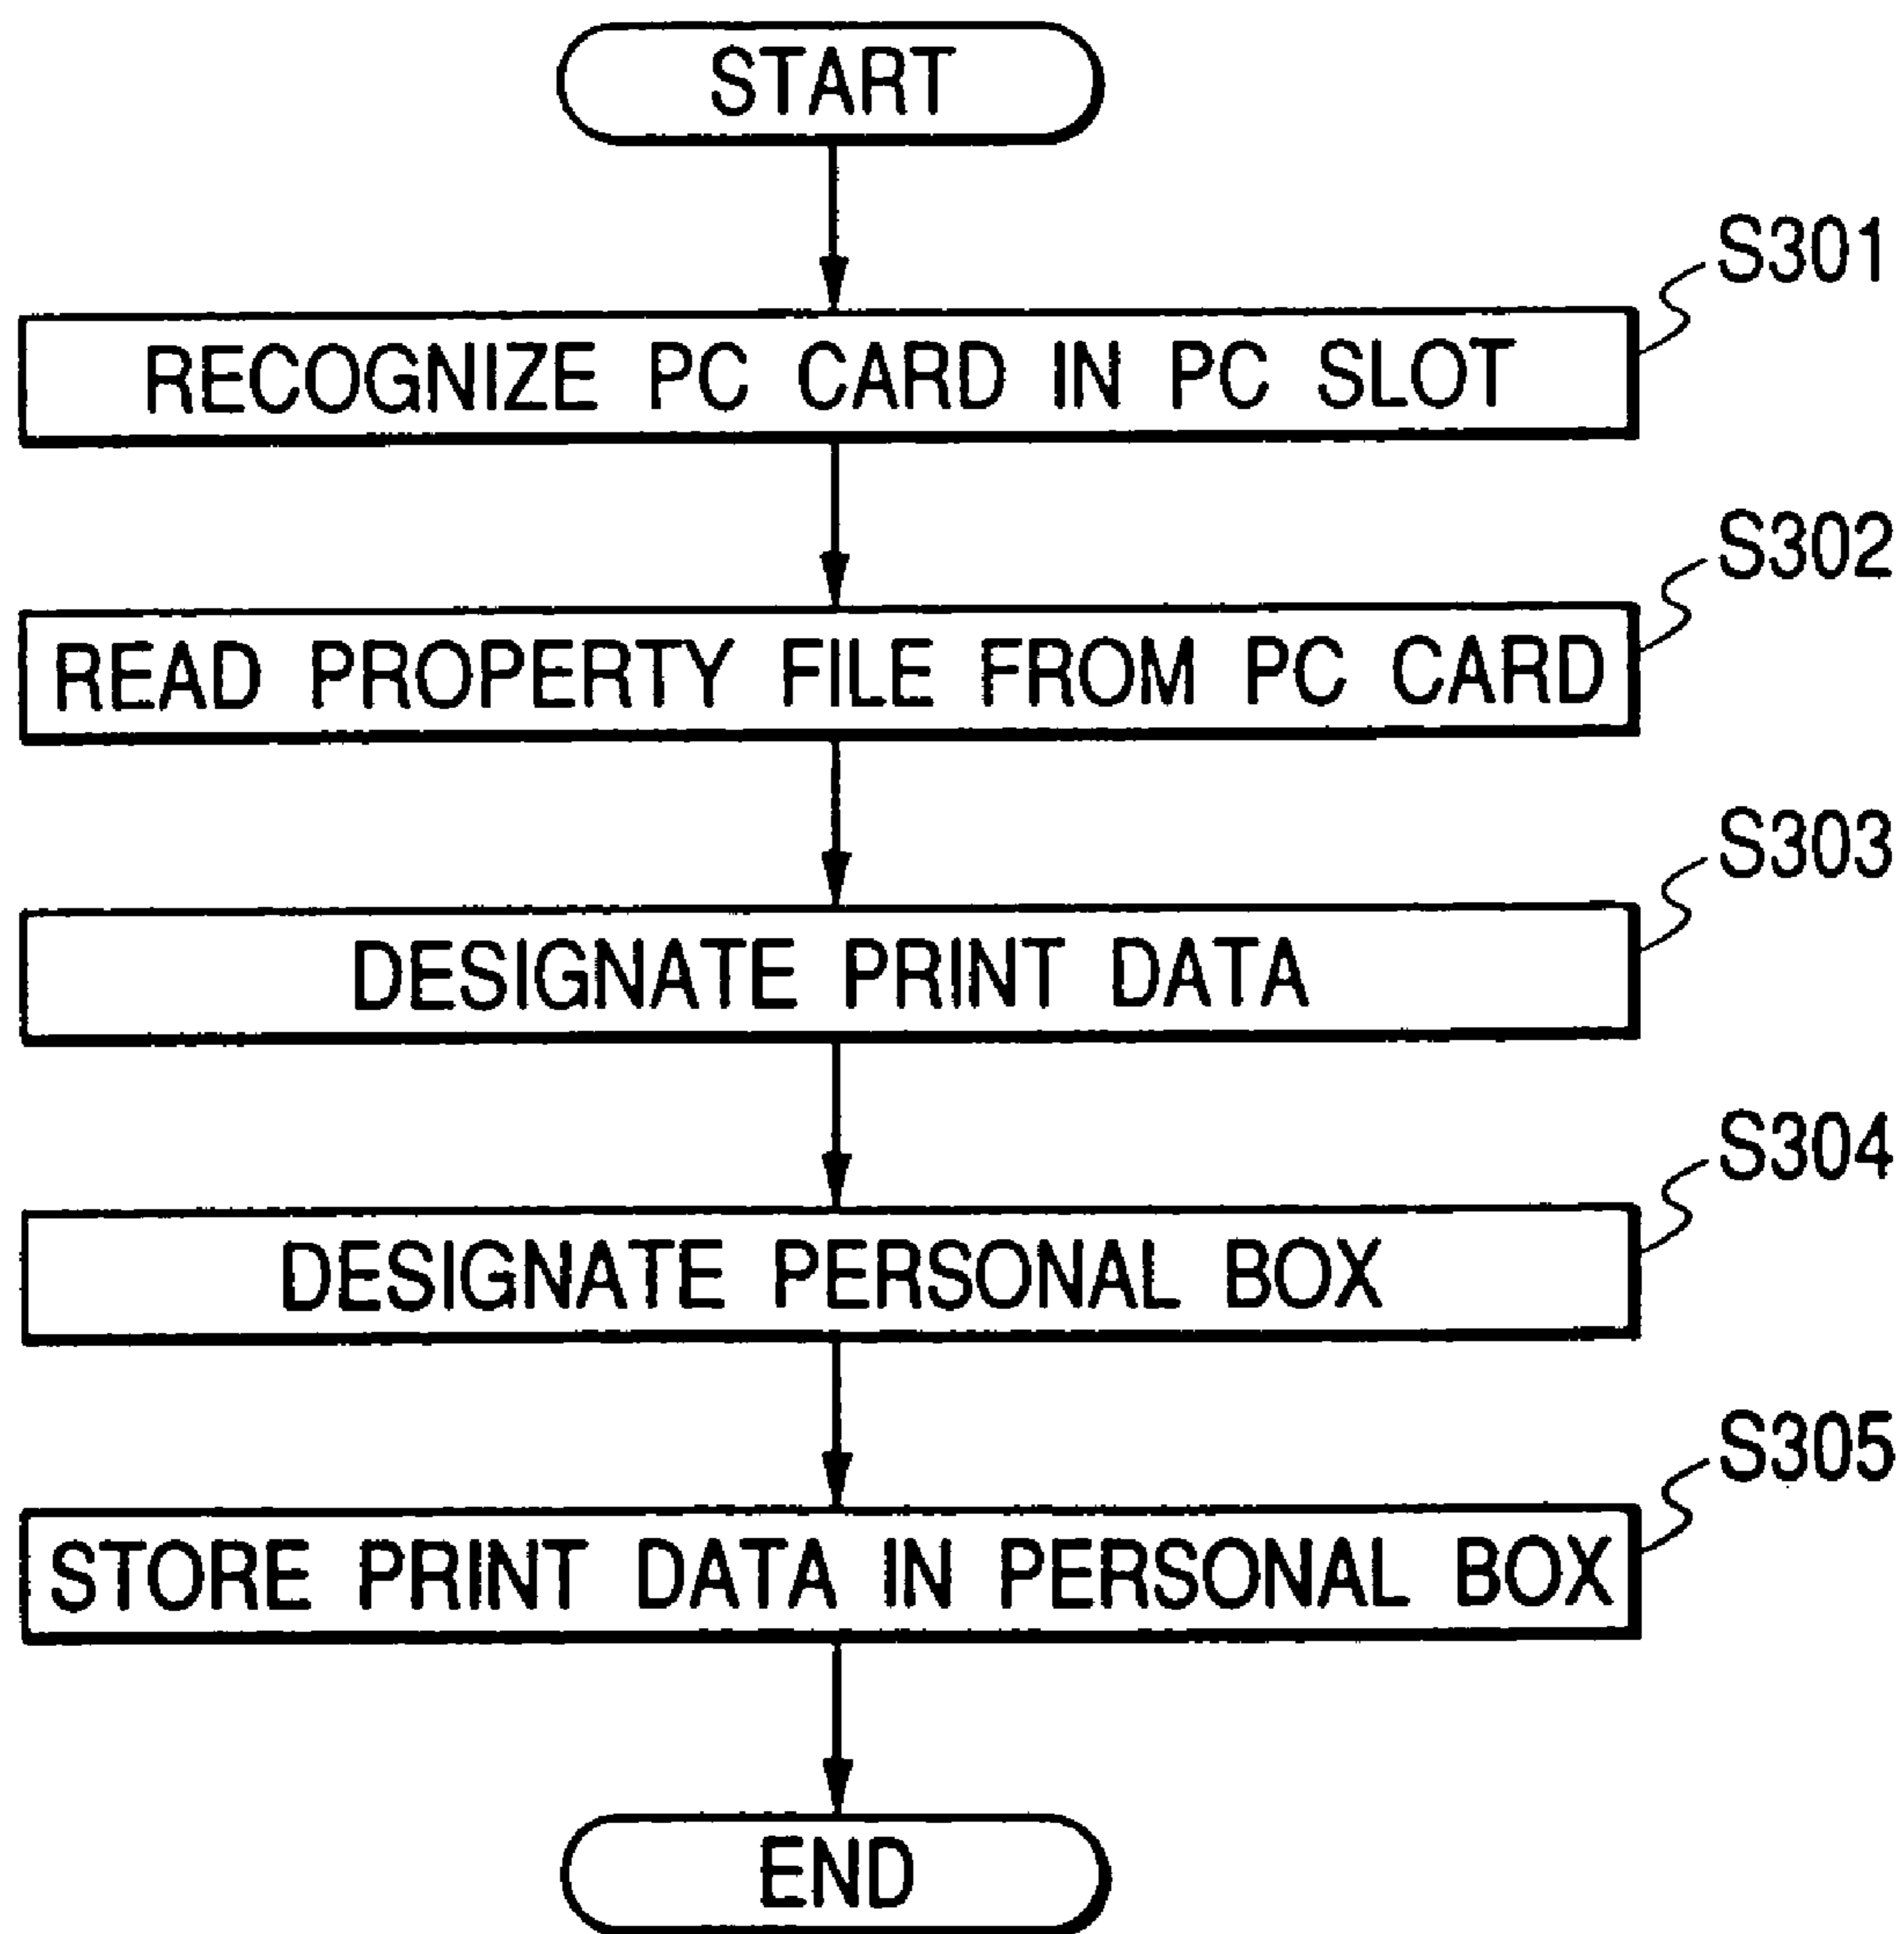 START
S301
RECOGNIZE PC CARD IN PC SLOT
S302
READ PROPERTY FILE FROM PC CARD
S303
DESIGNATE PRINT DATA
S304
DESIGNATE PERSONAL BOX
S305
STORE PRINT DATA IN PERSONAL BOX
END